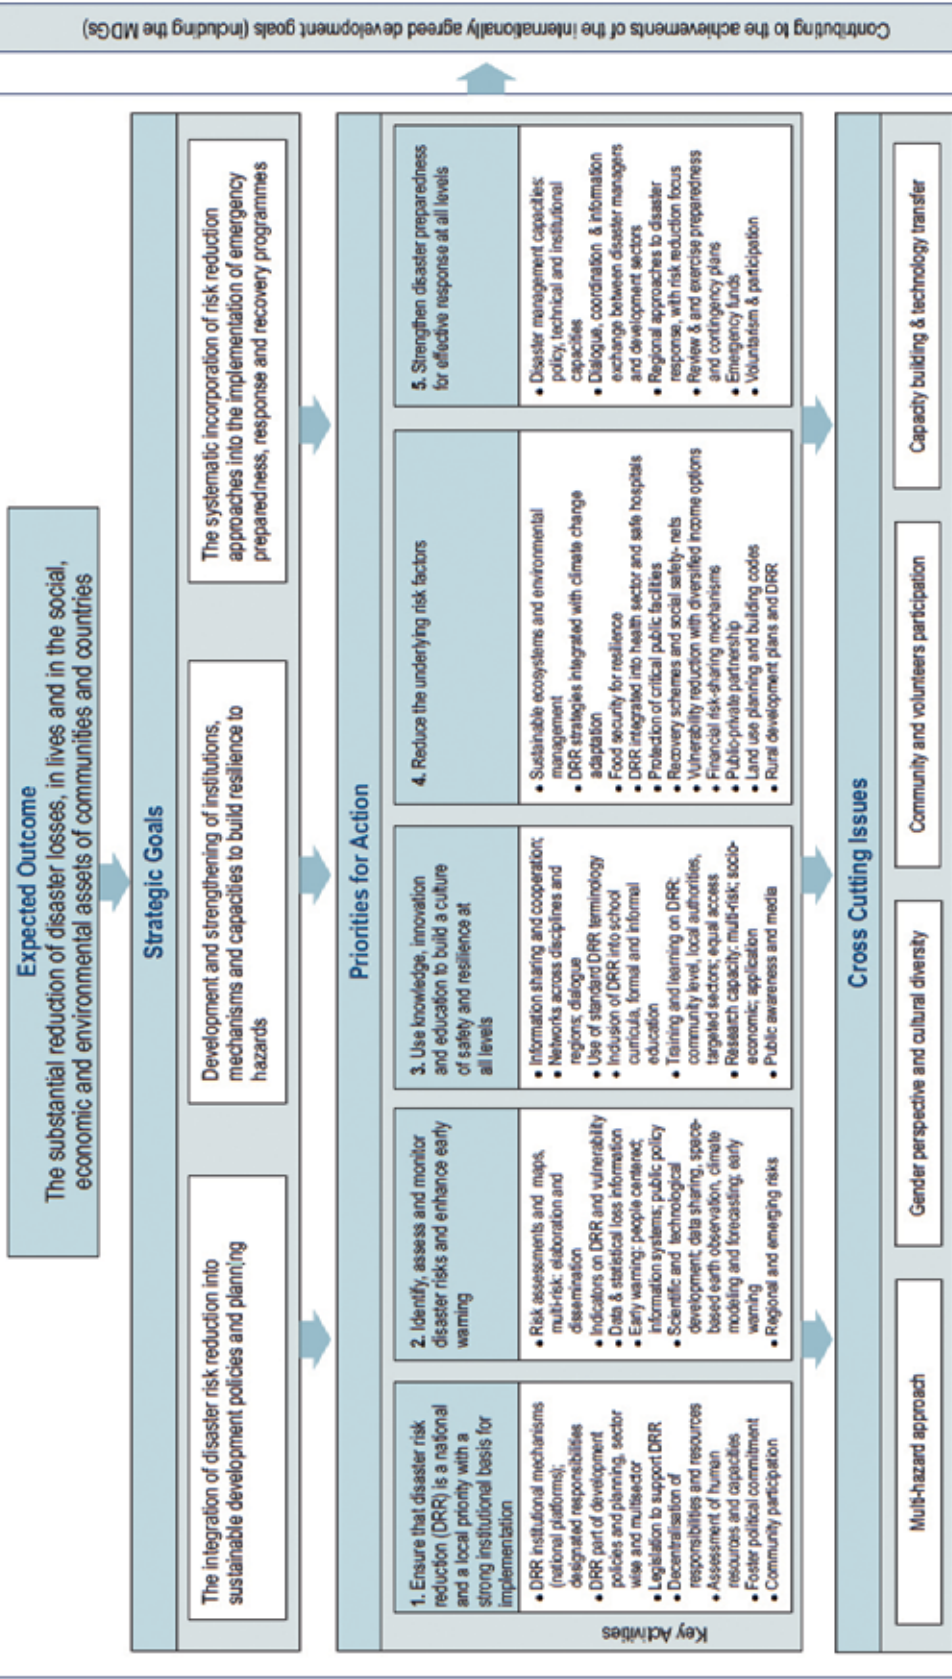 Expected Outcome
The substantial reduction of disaster losses, in lives and in the social,
economic and environmental assets of communities and countries
Strategic Goals
The integration of disaster risk reduction into
sustainable development policies and planning
Development and strengthening of institutions,
mechanisms and capacities to build resilience to
hazards
The systematic incorporation of risk reduction
approaches into the implementation of emergency
preparedness, response and recovery programmes
Priorities for Action
1. Ensure that disaster risk
reduction (DRR) is a national
and a local priority with a
strong institutional basis for
implementation
2. Identify, assess and monitor
disaster risks and enhance early
warning
3. Use knowledge, innovation
and education to build a culture
of safety and resilience at
all levels
4. Reduce the underlying risk factors
5. Strengthen disaster preparedness
for effective response at all levels
Key Activities
• DRR institutional mechanisms
(national platforms);
designated responsibilities
• DRR part of development
policies and planning, sector
wise and multisector
• Legislation to support DRR
• Decentralisation of
responsibilities and resources
• Assessment of human
resources and capacities
• Foster political commitment
• Community participation
• Risk assessments and maps,
multi-risk: elaboration and
dissemination
• Indicators on DRR and vulnerability
• Data & statistical loss information
• Early warning: people centered;
information systems; public policy
• Scientific and technological
development; data sharing, space-
based earth observation, climate
modeling and forecasting; early
warning
• Regional and emerging risks
• Information sharing and cooperation;
• Networks across disciplines and
regions; dialogue
• Use of standard DRR terminology
• Inclusion of DRR into school
curricula, formal and informal
education
• Training and learning on DRR:
community level, local authorities,
targeted sectors; equal access
• Research capacity: multi-risk; socio-
economic; application
• Public awareness and media
• Sustainable ecosystems and environmental
management
• DRR strategies integrated with climate change
adaptation
• Food security for resilience
• DRR integrated into health sector and safe hospitals
• Protection of critical public facilities
• Recovery schemes and social safety- nets
• Vulnerability reduction with diversified income options
• Financial risk-sharing mechanisms
• Public-private partnership
• Land use planning and building codes
• Rural development plans and DRR
• Disaster management capacities:
policy, technical and institutional
capacities
• Dialogue, coordination & information
exchange between disaster managers
and development sectors
• Regional approaches to disaster
response, with risk reduction focus
• Review & and exercise preparedness
and contingency plans
• Emergency funds
• Voluntarism & participation
Cross Cutting Issues
Multi-hazard approach
Gender perspective and cultural diversity
Community and volunteers participation
Capacity building & technology transfer
Contributing to the achievements of the internationally agreed development goals (including the MDGs)